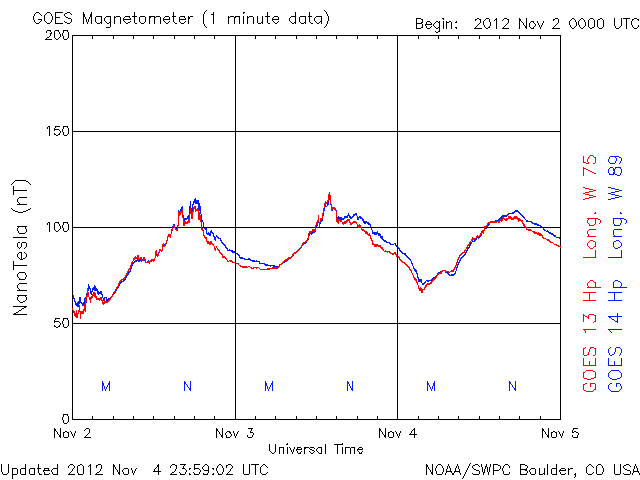 GOES Magnetometer (1 minute data)
Begin: 2012 Nov 2 0000 UTC
200
150
100
50
0
NanoTesla (nT)
M N M N M N
Nov 2 Nov 3 Nov 4 Nov 5
Universal Time
GOES 13 Hp Long. W 75
GOES 14 Hp Long. W 89
Updated 2012 Nov 4 23:59:02 UTC
NOAA/SWPC Boulder, CO USA